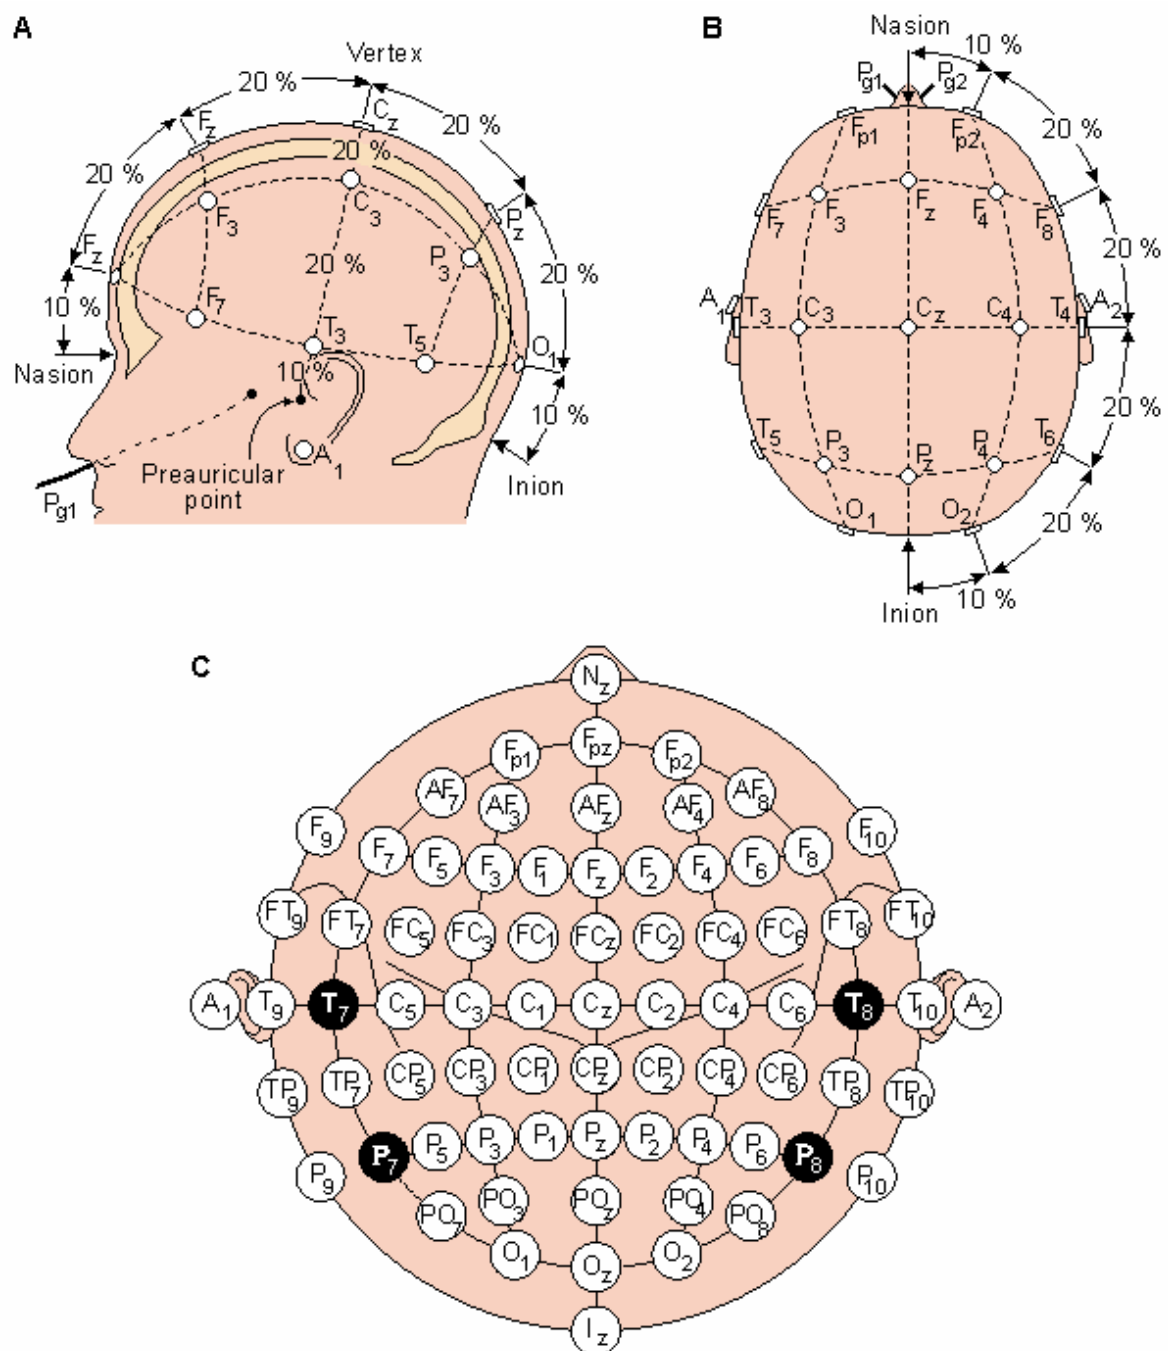 A
Vertex
20 %
20 %
Fz
Cz
20 %
20 %
F3
C3
Pz
Fz
20 %
P3
20 %
10 %
F7
T3
T5
O1
Nasion
10 %
10 %
A1
Preauricular
point
Inion
Pg1
B
Nasion
10 %
Pg1
Pg2
Fp1
Fp2
20 %
F7
F3
Fz
F4
F8
20 %
A1
T3
C3
Cz
C4
T4
A2
20 %
T5
P3
Pz
P4
T6
O1
O2
20 %
10 %
Inion
C
Nz
Fp1
Fpz
Fp2
AF7
AF3
AFz
AF4
AF8
F9
F7
F5
F3
F1
Fz
F2
F4
F6
F8
F10
FT9
FT7
FC5
FC3
FC1
FCz
FC2
FC4
FC6
FT8
FT10
A1
T9
T7
C5
C3
C1
Cz
C2
C4
C6
T8
T10
A2
TP9
TP7
CP5
CP3
CP1
CPz
CP2
CP4
CP6
TP8
TP10
P9
P7
P5
P3
P1
Pz
P2
P4
P6
P8
P10
PO7
PO3
POz
PO4
PO8
O1
Oz
O2
Iz